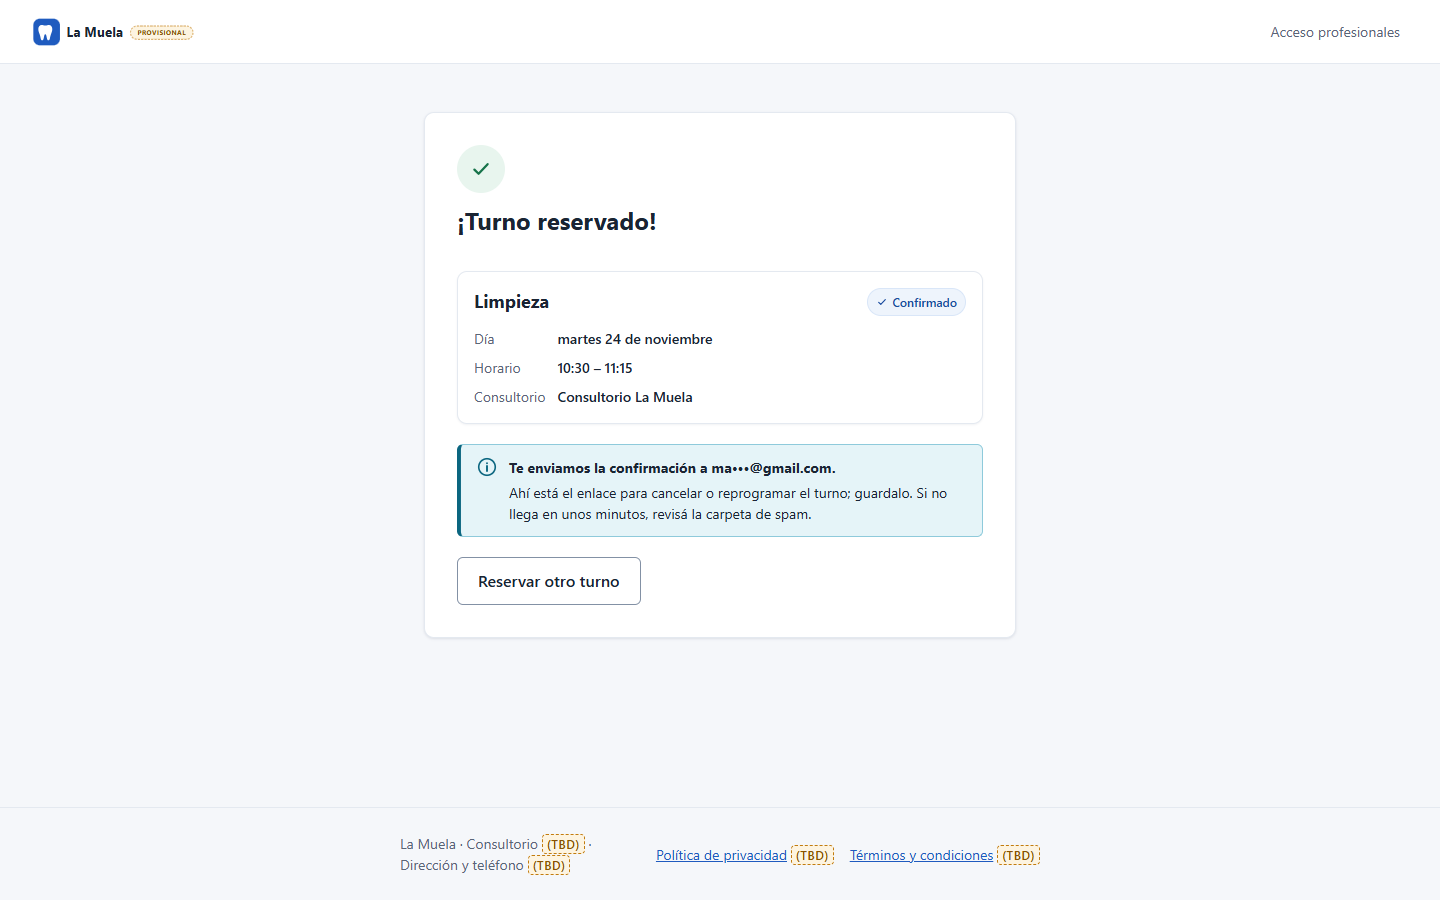 La Muela PROVISIONAL
Acceso profesionales
¡Turno reservado!
Limpieza
Confirmado
Día martes 24 de noviembre
Horario 10:30 – 11:15
Consultorio Consultorio La Muela
Te enviamos la confirmación a ma•••@gmail.com.
Ahí está el enlace para cancelar o reprogramar el turno; guardalo. Si no
llega en unos minutos, revisá la carpeta de spam.
Reservar otro turno
La Muela · Consultorio (TBD) ·
Dirección y teléfono (TBD)
Política de privacidad (TBD) Términos y condiciones (TBD)